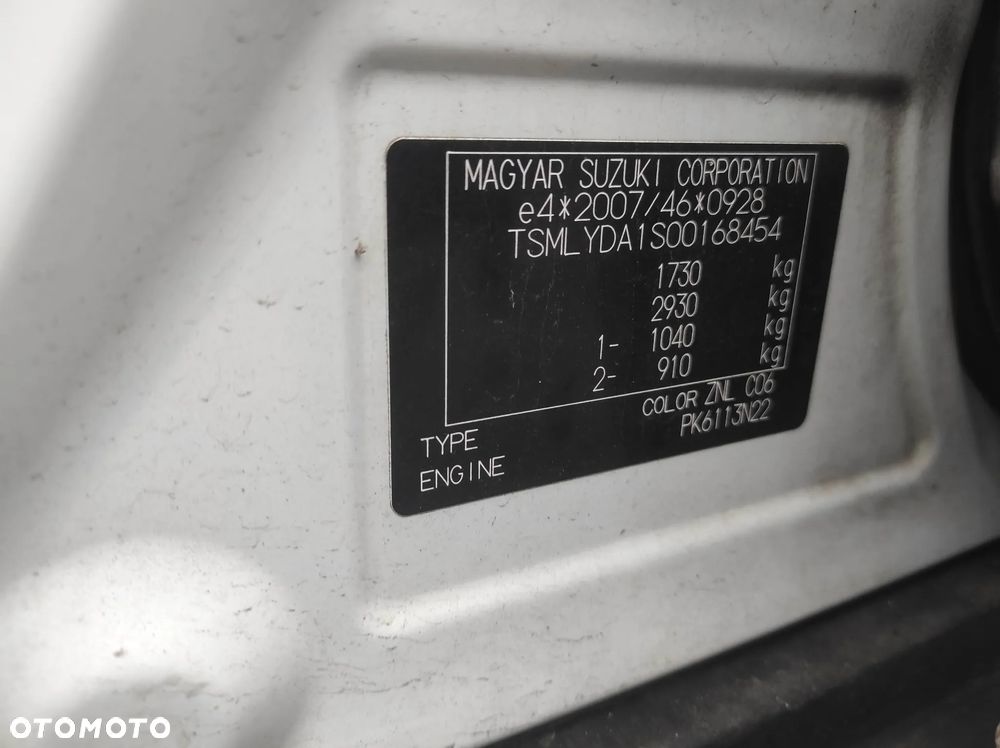 MAGYAR SUZUKI CORPORATION
e4*2007/46*0928
TSMLYDA1S00168454
1730 kg
2930 kg
1- 1040 kg
2- 910 kg
COLOR ZNL C06
TYPE PK6113N22
ENGINE
OTOMOTO